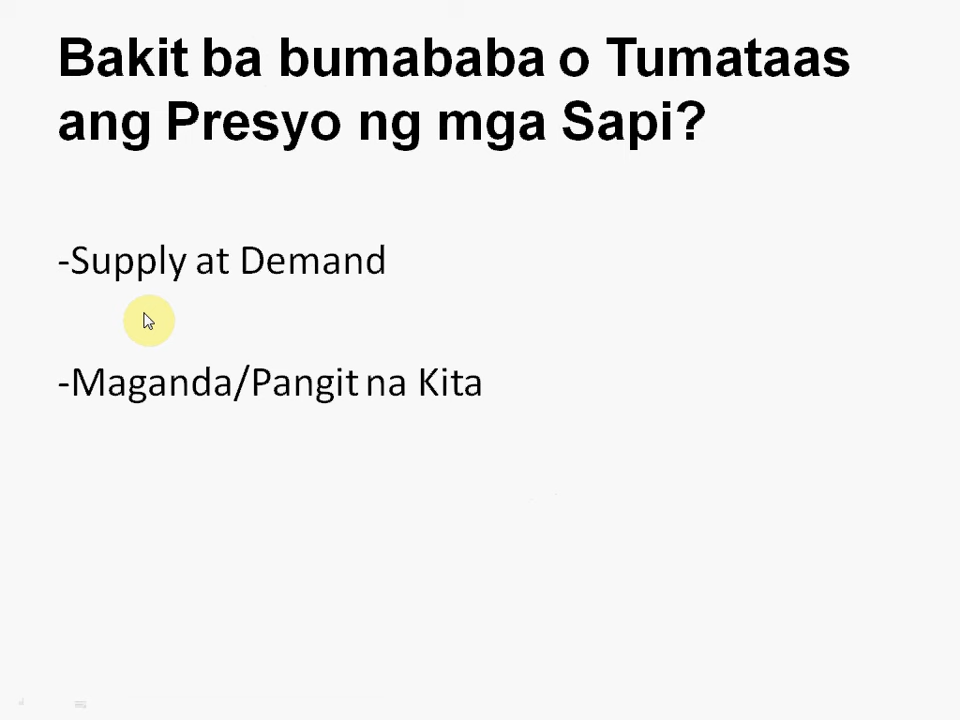 Bakit ba bumababa o Tumataas
ang Presyo ng mga Sapi?
-Supply at Demand
-Maganda/Pangit na Kita